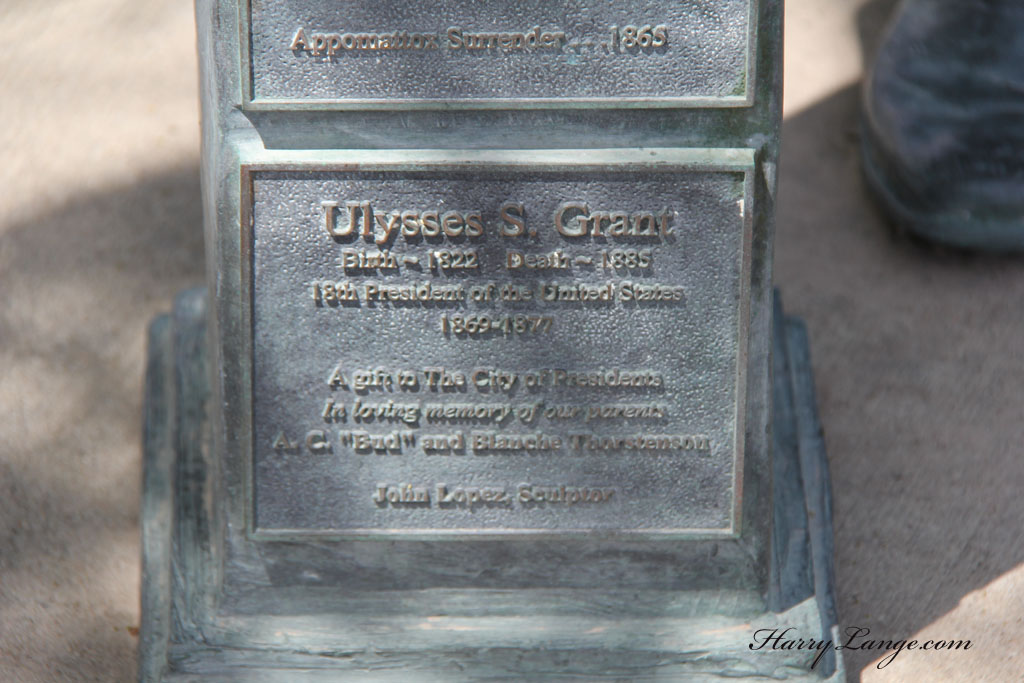 Appomattox Surrender ~ 1865
Ulysses S. Grant
Birth ~ 1822 Death ~ 1885
18th President of the United States
1869-1877
A gift to The City of Presidents
In loving memory of our parents
A. C. "Bud" and Blanche Thorstenson
John Lopez, Sculptor
HarryLange.com